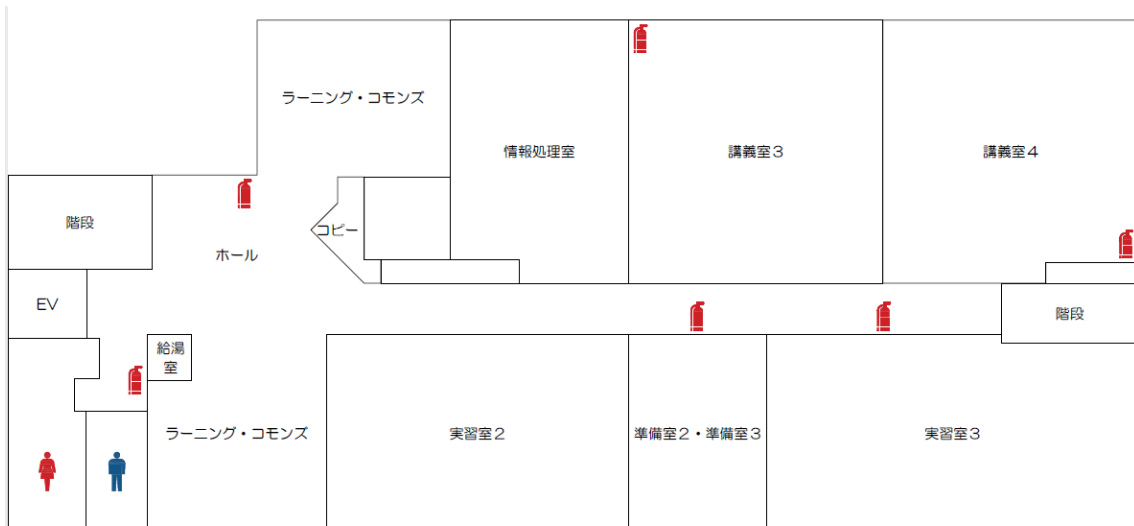 ラーニング・コモンズ
情報処理室
講義室3
講義室4
階段
コピー
ホール
EV
階段
給湯
室
ラーニング・コモンズ
実習室2
準備室2・準備室3
実習室3